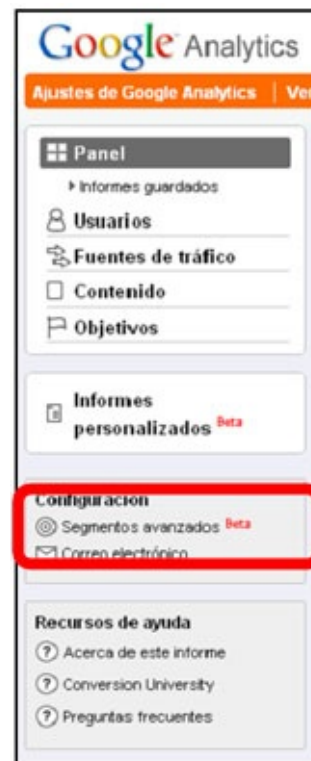 Google Analytics
Ajustes de Google Analytics | Ver
Panel
Informes guardados
Usuarios
Fuentes de tráfico
Contenido
Objetivos
Informes
personalizados Beta
Configuración
Segmentos avanzados Beta
Correo electrónico
Recursos de ayuda
Acerca de este informe
Conversion University
Preguntas frecuentes